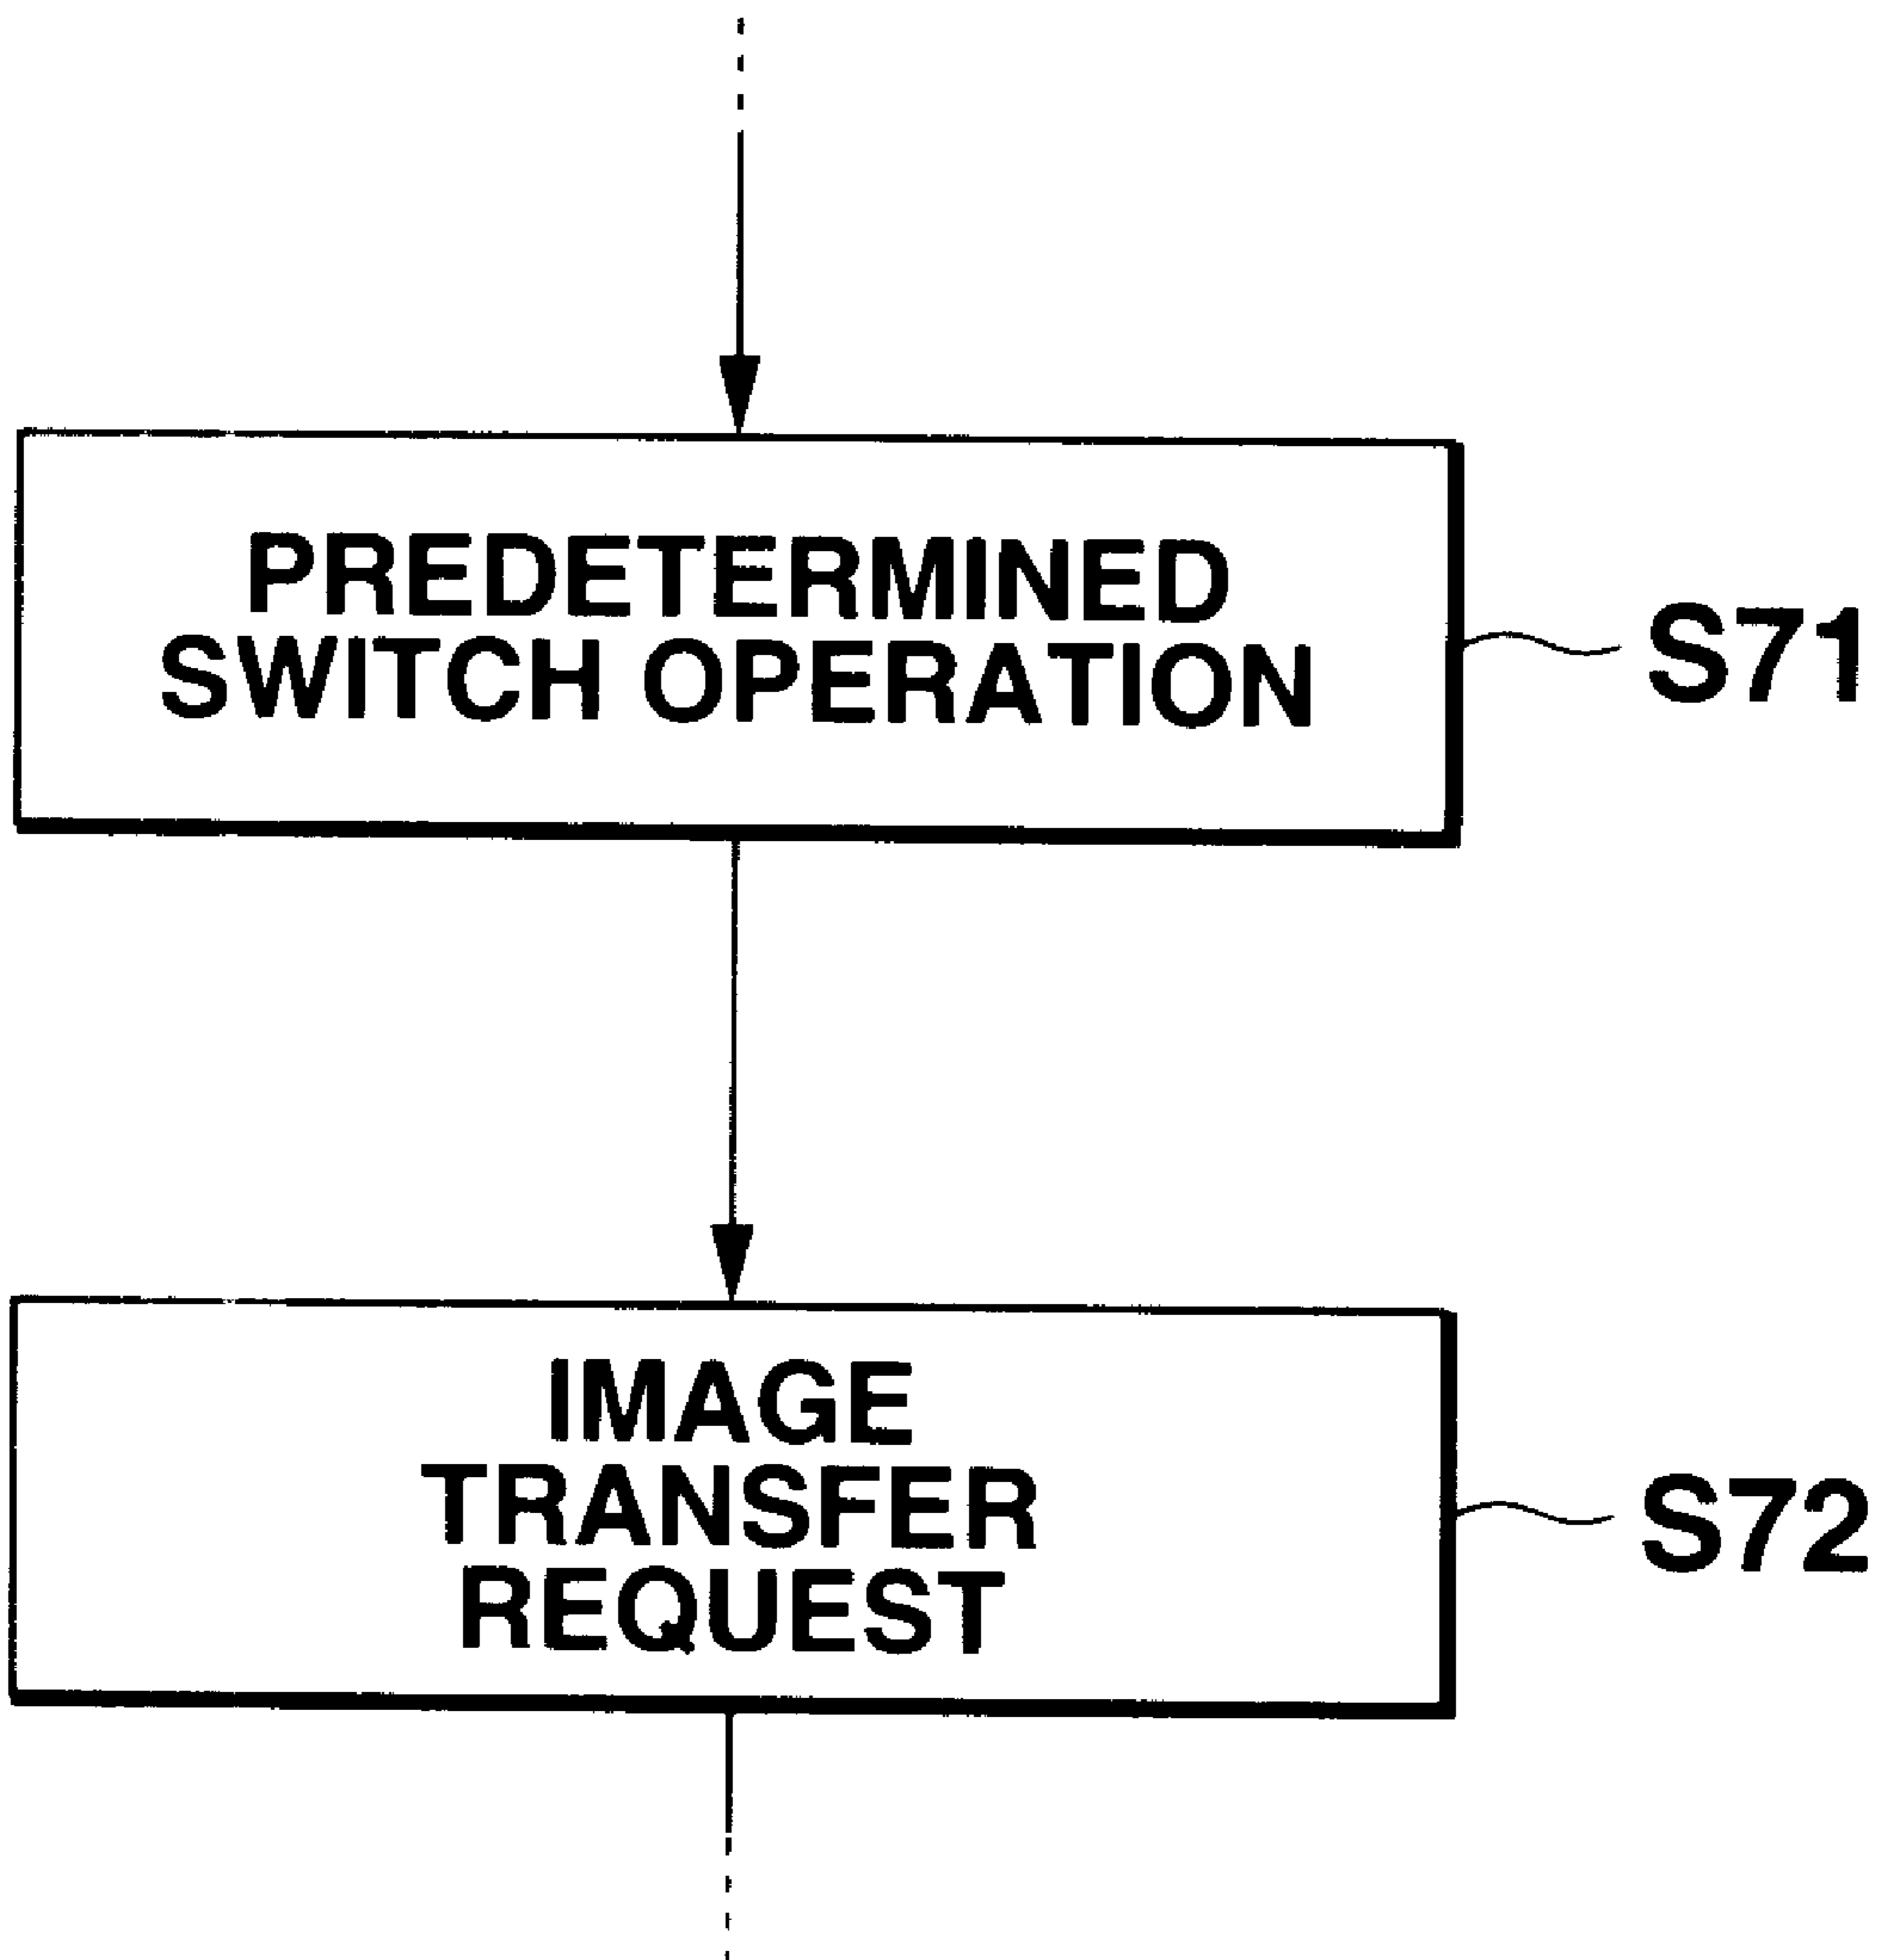 PREDETERMINED
SWITCH OPERATION
S71
IMAGE
TRANSFER
REQUEST
S72